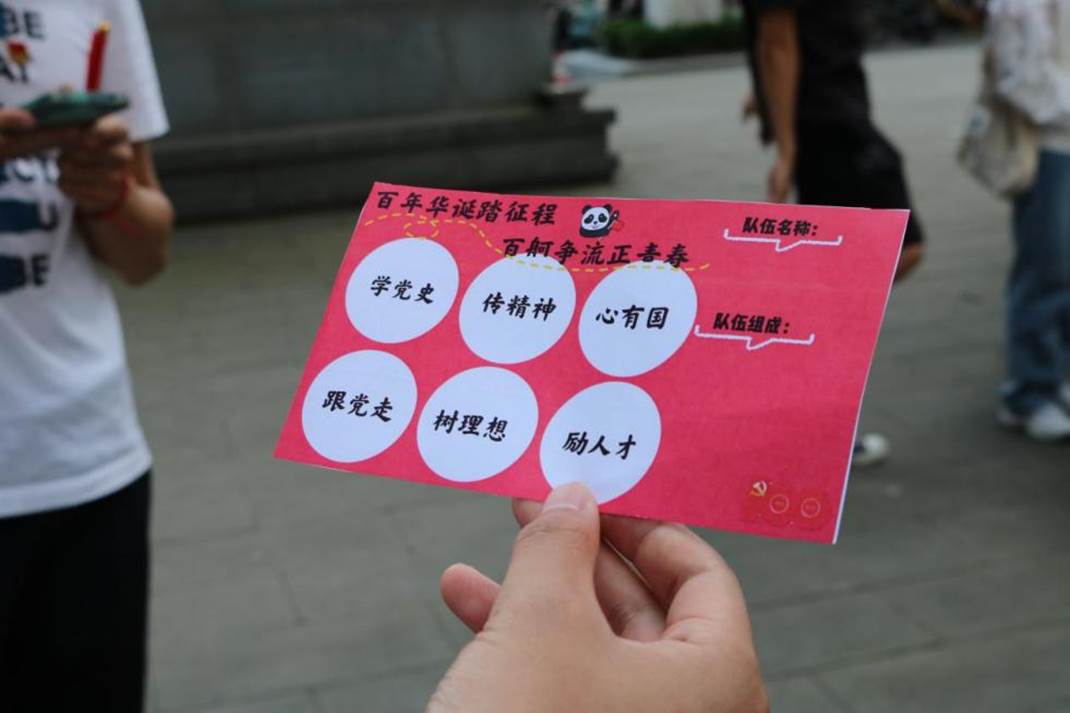 百年华诞踏征程
百舸争流正青春
队伍名称：
学党史
传精神
心有国
队伍组成：
跟党走
树理想
励人才
BE